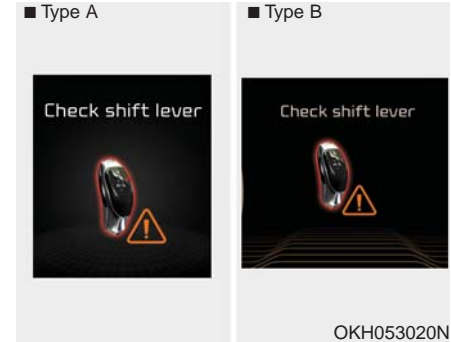 ■ Type A
■ Type B
Check shift lever
Check shift lever
OKH053020N